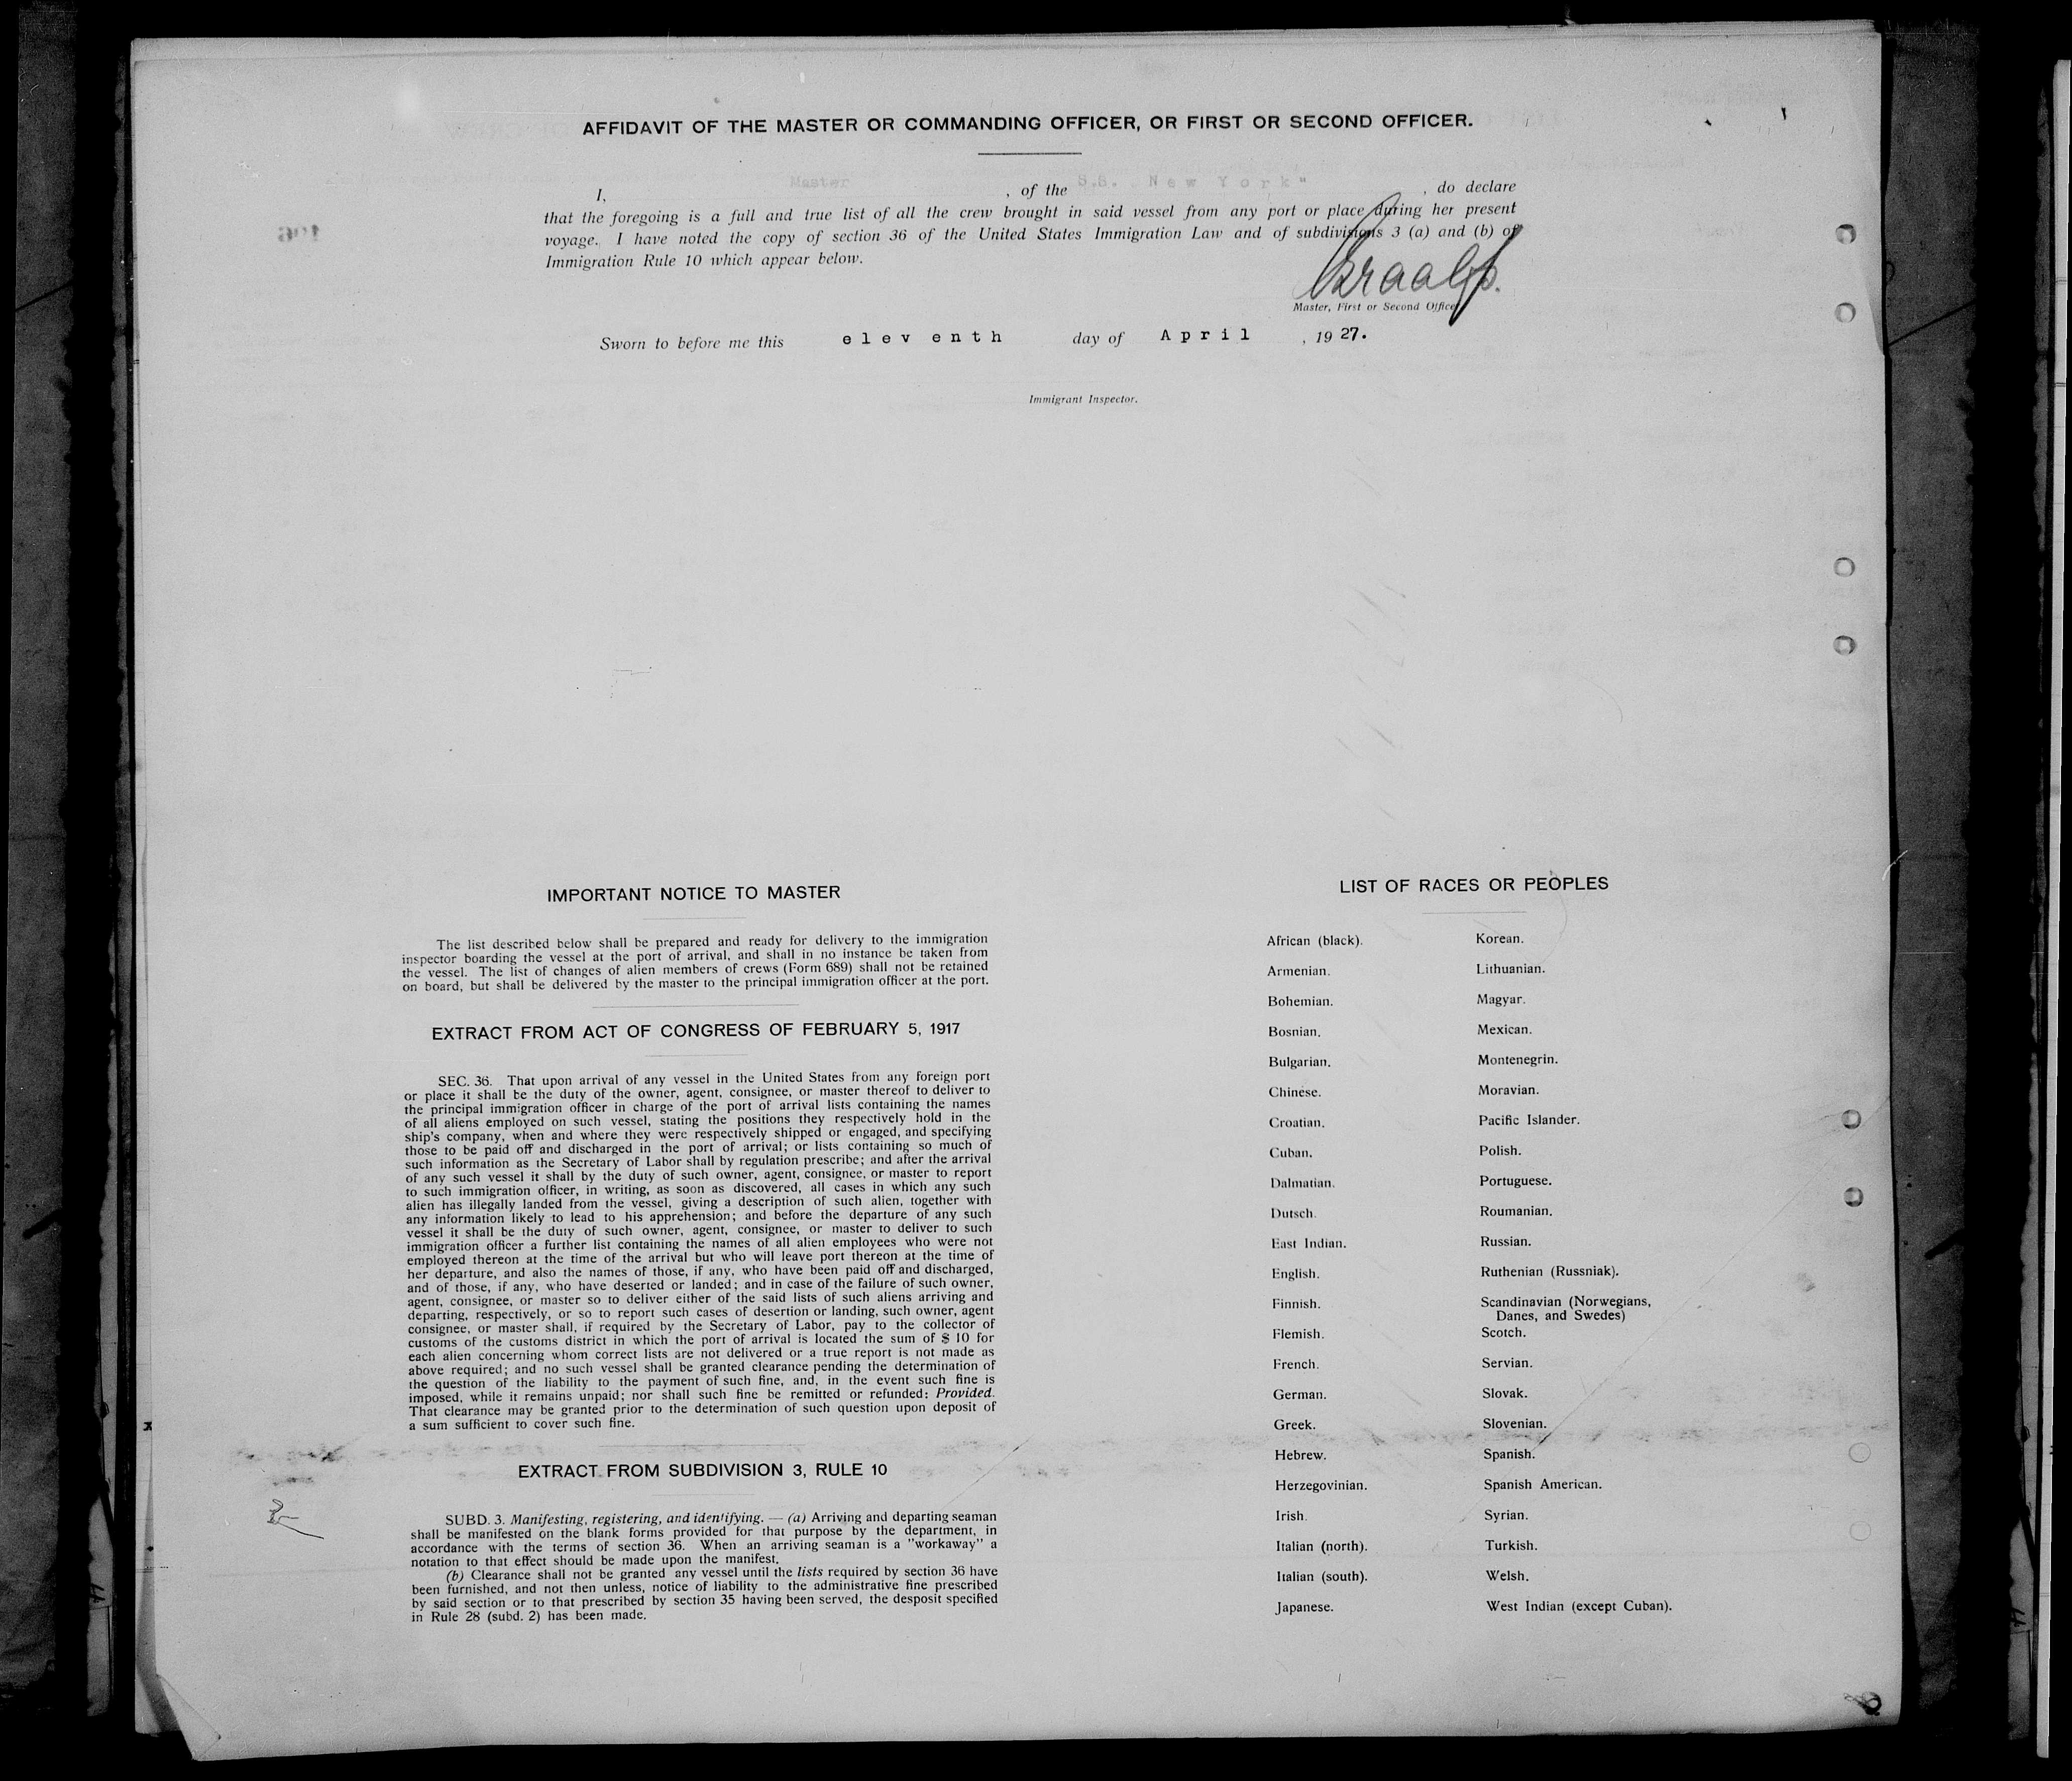 AFFIDAVIT OF THE MASTER OR COMMANDING OFFICER, OR FIRST OR SECOND OFFICER.
I, Master , of the S.S. New York" , do declare
that the foregoing is a full and true list of all the crew brought in said vessel from any port or place during her present
voyage. I have noted the copy of section 36 of the United States Immigration Law and of subdivisions 3 (a) and (b) of
Immigration Rule 10 which appear below.
Master, First or Second Officer
Sworn to before me this eleventh day of April , 1927.
Immigrant Inspector.
IMPORTANT NOTICE TO MASTER
The list described below shall be prepared and ready for delivery to the immigration
inspector boarding the vessel at the port of arrival, and shall in no instance be taken from
the vessel. The list of changes of alien members of crews (Form 689) shall not be retained
on board, but shall be delivered by the master to the principal immigration officer at the port.
EXTRACT FROM ACT OF CONGRESS OF FEBRUARY 5, 1917
SEC. 36. That upon arrival of any vessel in the United States from any foreign port
or place it shall be the duty of the owner, agent, consignee, or master thereof to deliver to
the principal immigration officer in charge of the port of arrival lists containing the names
of all aliens employed on such vessel, stating the positions they respectively hold in the
ship's company, when and where they were respectively shipped or engaged, and specifying
those to be paid off and discharged in the port of arrival; or lists containing so much of
such information as the Secretary of Labor shall by regulation prescribe; and after the arrival
of any such vessel it shall by the duty of such owner, agent, consignee, or master to report
to such immigration officer, in writing, as soon as discovered, all cases in which any such
alien has illegally landed from the vessel, giving a description of such alien, together with
any information likely to lead to his apprehension; and before the departure of any such
vessel it shall be the duty of such owner, agent, consignee, or master to deliver to such
immigration officer a further list containing the names of all alien employees who were not
employed thereon at the time of the arrival but who will leave port thereon at the time of
her departure, and also the names of those, if any, who have been paid off and discharged,
and of those, if any, who have deserted or landed; and in case of the failure of such owner,
agent, consignee, or master so to deliver either of the said lists of such aliens arriving and
departing, respectively, or so to report such cases of desertion or landing, such owner, agent
consignee, or master shall, if required by the Secretary of Labor, pay to the collector of
customs of the customs district in which the port of arrival is located the sum of $ 10 for
each alien concerning whom correct lists are not delivered or a true report is not made as
above required; and no such vessel shall be granted clearance pending the determination of
the question of the liability to the payment of such fine, and, in the event such fine is
imposed, while it remains unpaid; nor shall such fine be remitted or refunded: Provided.
That clearance may be granted prior to the determination of such question upon deposit of
a sum sufficient to cover such fine.
EXTRACT FROM SUBDIVISION 3, RULE 10
SUBD. 3. Manifesting, registering, and identifying. — (a) Arriving and departing seaman
shall be manifested on the blank forms provided for that purpose by the department, in
accordance with the terms of section 36. When an arriving seaman is a "workaway" a
notation to that effect should be made upon the manifest.
(b) Clearance shall not be granted any vessel until the lists required by section 36 have
been furnished, and not then unless, notice of liability to the administrative fine prescribed
by said section or to that prescribed by section 35 having been served, the desposit specified
in Rule 28 (subd. 2) has been made.
LIST OF RACES OR PEOPLES
African (black).
Armenian.
Bohemian.
Bosnian.
Bulgarian.
Chinese.
Croatian.
Cuban.
Dalmatian.
Dutsch.
East Indian.
English.
Finnish.
Flemish.
French.
German.
Greek.
Hebrew.
Herzegovinian.
Irish.
Italian (north).
Italian (south).
Japanese.
Korean.
Lithuanian.
Magyar.
Mexican.
Montenegrin.
Moravian.
Pacific Islander.
Polish.
Portuguese.
Roumanian.
Russian.
Ruthenian (Russniak).
Scandinavian (Norwegians,
Danes, and Swedes)
Scotch.
Servian.
Slovak.
Slovenian.
Spanish.
Spanish American.
Syrian.
Turkish.
Welsh.
West Indian (except Cuban).